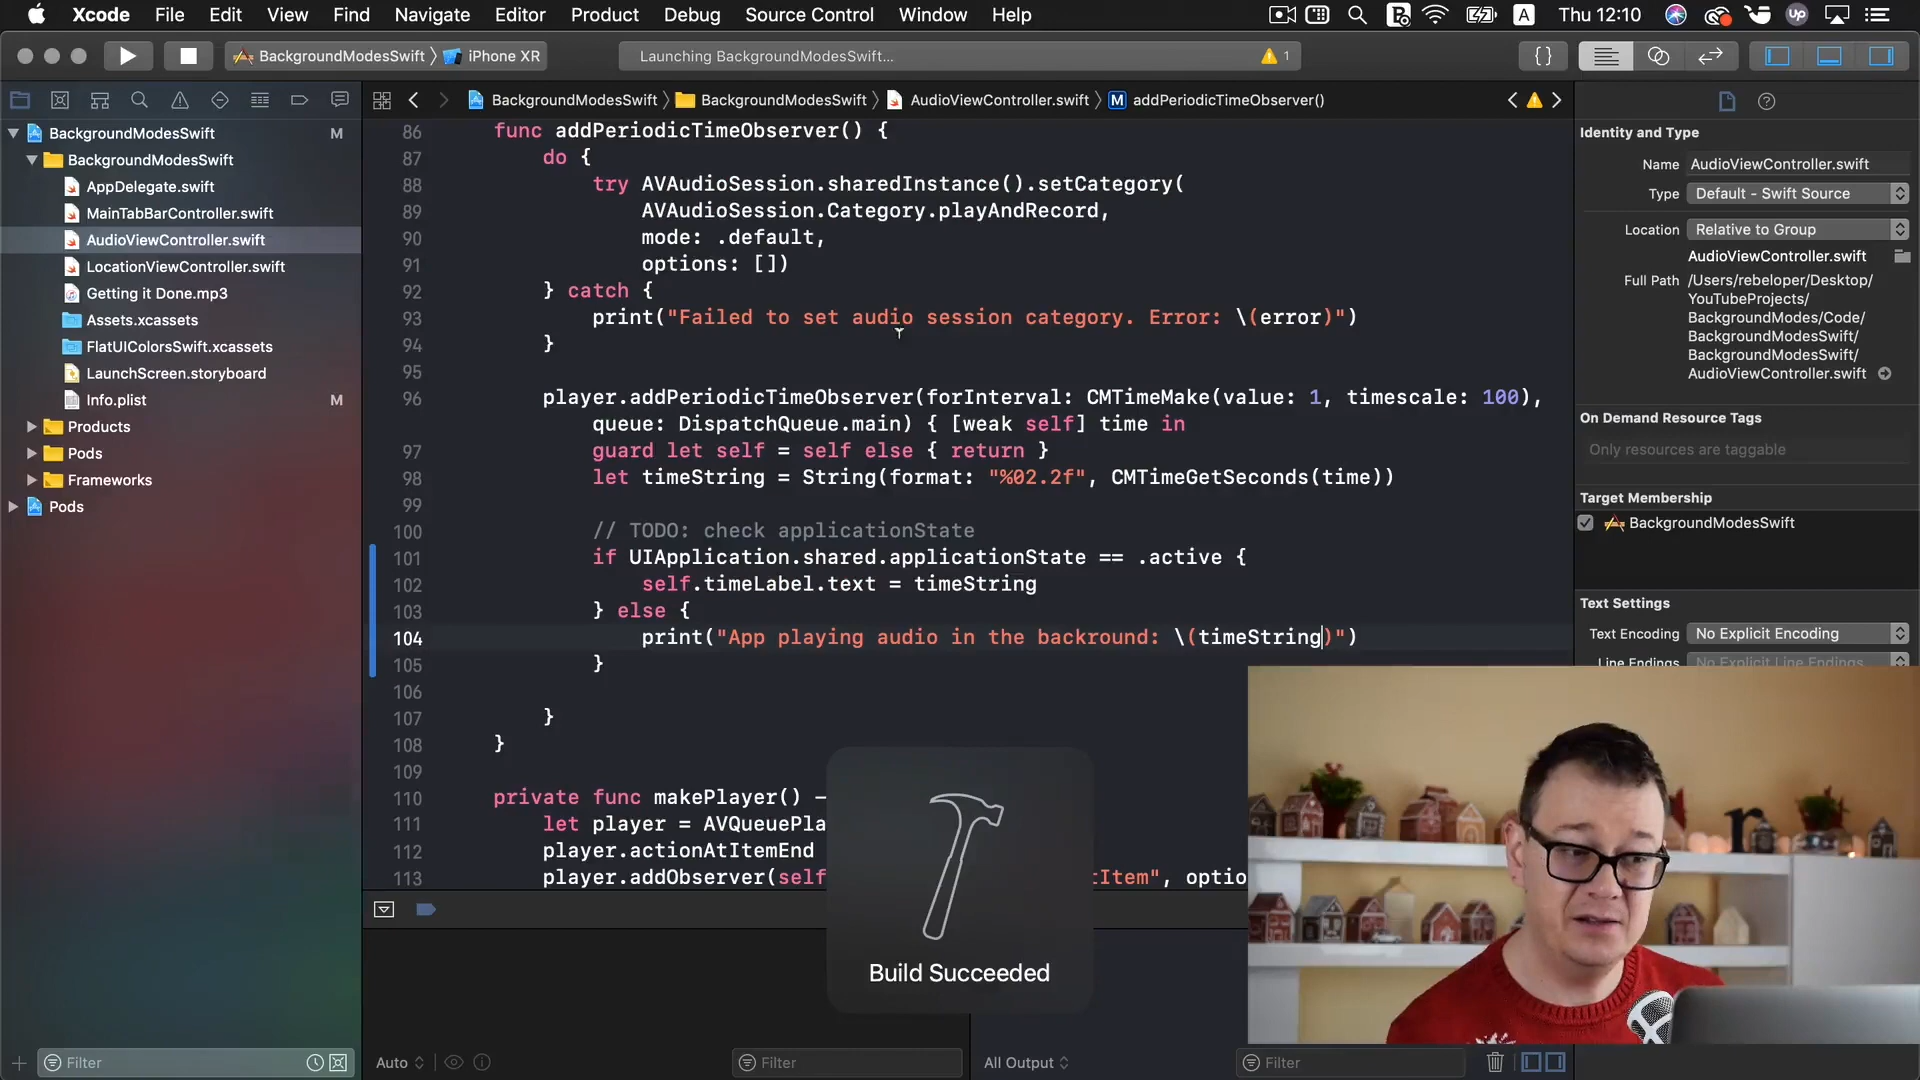 Xcode File Edit View Find Navigate Editor Product Debug Source Control Window Help A Thu 12:10 Up
BackgroundModesSwift iPhone XR Launching BackgroundModesSwift... 1
BackgroundModesSwift BackgroundModesSwift AudioViewController.swift M addPeriodicTimeObserver()
BackgroundModesSwift M
BackgroundModesSwift
AppDelegate.swift
MainTabBarController.swift
AudioViewController.swift
LocationViewController.swift
Getting it Done.mp3
Assets.xcassets
FlatUIColorsSwift.xcassets
LaunchScreen.storyboard
Info.plist M
Products
Pods
Frameworks
Pods
Filter
86 func addPeriodicTimeObserver() {
87 do {
88 try AVAudioSession.sharedInstance().setCategory(
89 AVAudioSession.Category.playAndRecord,
90 mode: .default,
91 options: [])
92 } catch {
93 print("Failed to set audio session category. Error: \(error)")
94 }
95
96 player.addPeriodicTimeObserver(forInterval: CMTimeMake(value: 1, timescale: 100),
queue: DispatchQueue.main) { [weak self] time in
97 guard let self = self else { return }
98 let timeString = String(format: "%02.2f", CMTimeGetSeconds(time))
99
100 // TODO: check applicationState
101 if UIApplication.shared.applicationState == .active {
102 self.timeLabel.text = timeString
103 } else {
104 print("App playing audio in the backround: \(timeString)")
105 }
106
107 }
108 }
109
110 private func makePlayer() -
111 let player = AVQueuePla
112 player.actionAtItemEnd
113 player.addObserver(self tItem", optio
Build Succeeded
Auto Filter All Output Filter
Identity and Type
Name AudioViewController.swift
Type Default - Swift Source
Location Relative to Group
AudioViewController.swift
Full Path /Users/rebeloper/Desktop/
YouTubeProjects/
BackgroundModes/Code/
BackgroundModesSwift/
BackgroundModesSwift/
AudioViewController.swift
On Demand Resource Tags
Only resources are taggable
Target Membership
BackgroundModesSwift
Text Settings
Text Encoding No Explicit Encoding
Line Endings No Explicit Line Endings